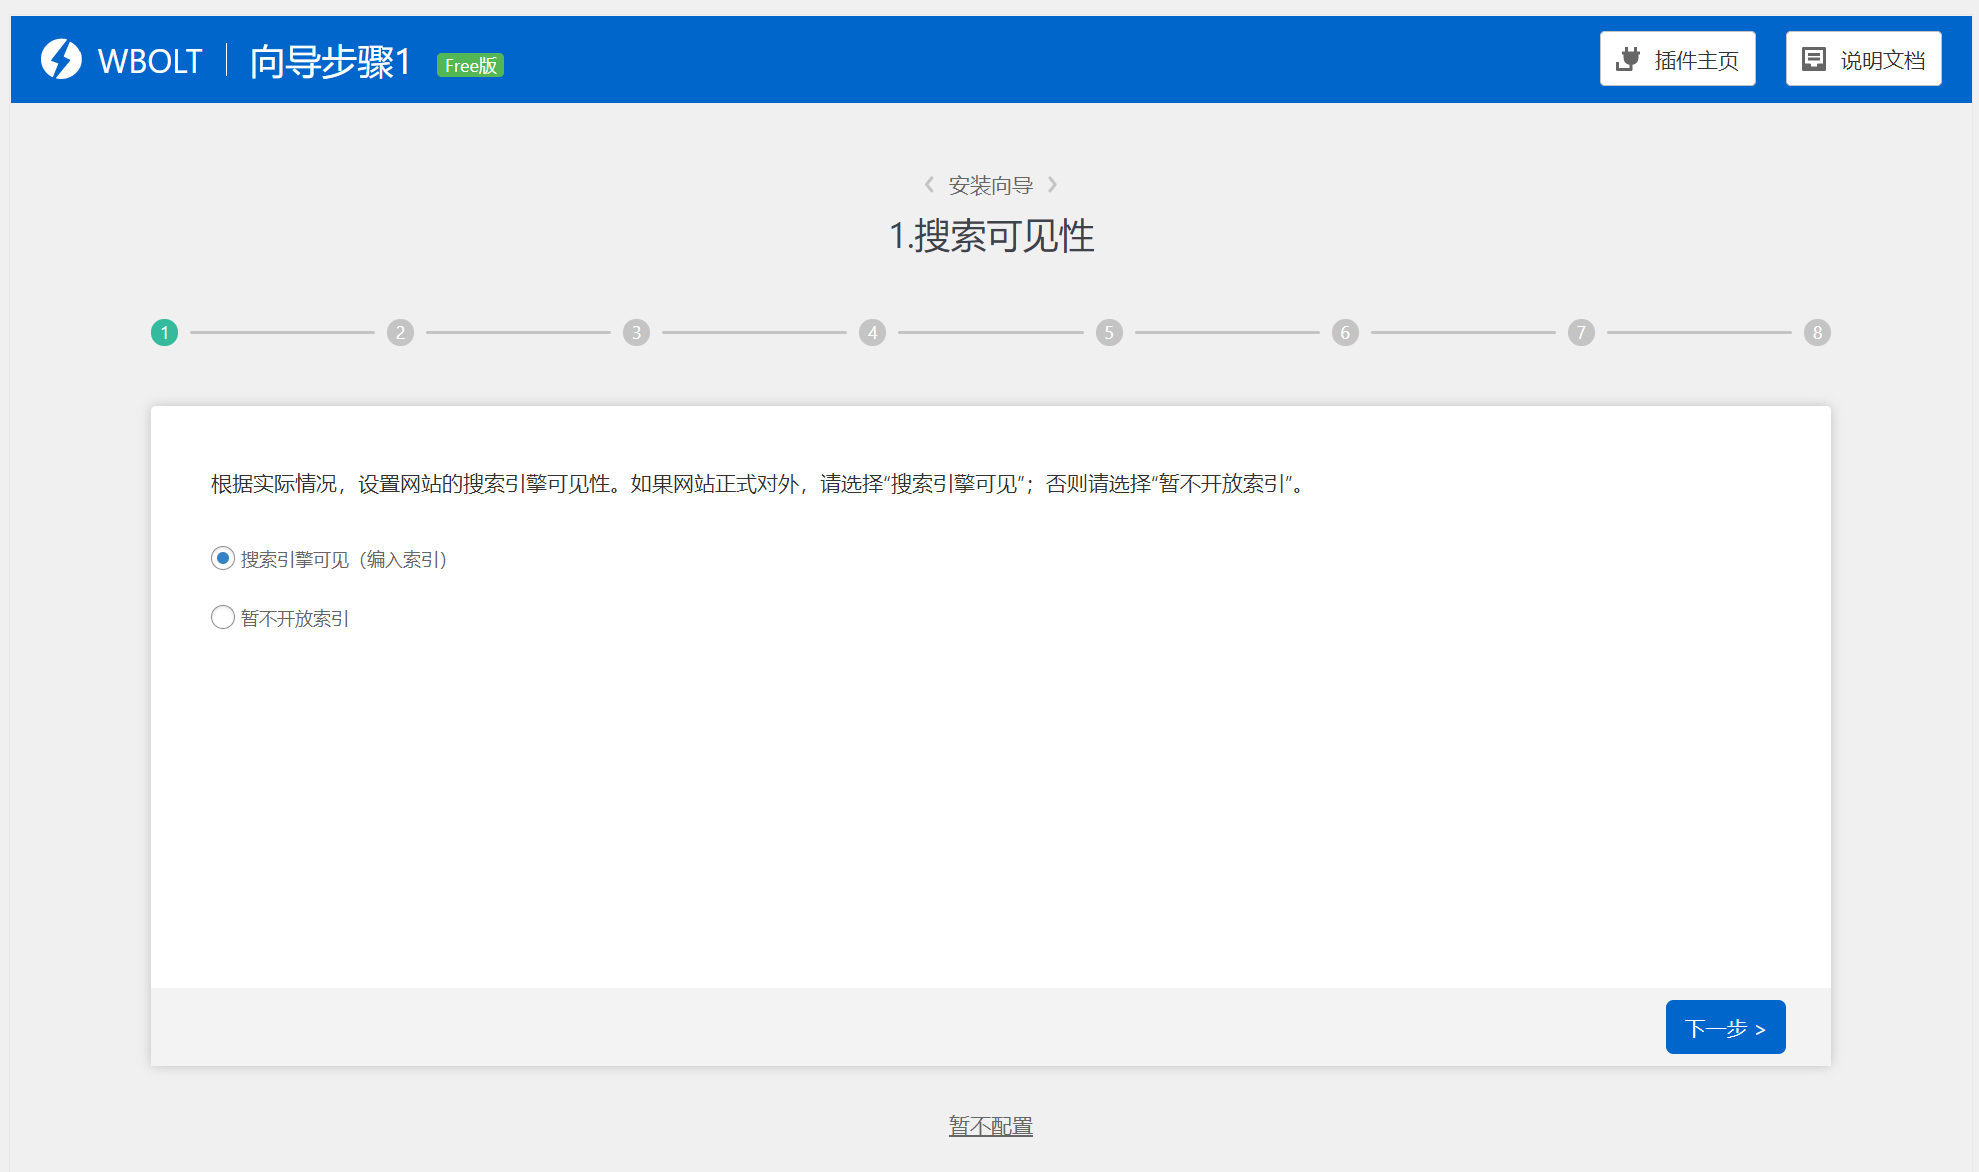 WBOLT 向导步骤1 Free版 插件主页 说明文档
安装向导
1.搜索可见性
1 2 3 4 5 6 7 8
根据实际情况，设置网站的搜索引擎可见性。如果网站正式对外，请选择“搜索引擎可见”；否则请选择“暂不开放索引”。
搜索引擎可见（编入索引）
暂不开放索引
下一步 >
暂不配置